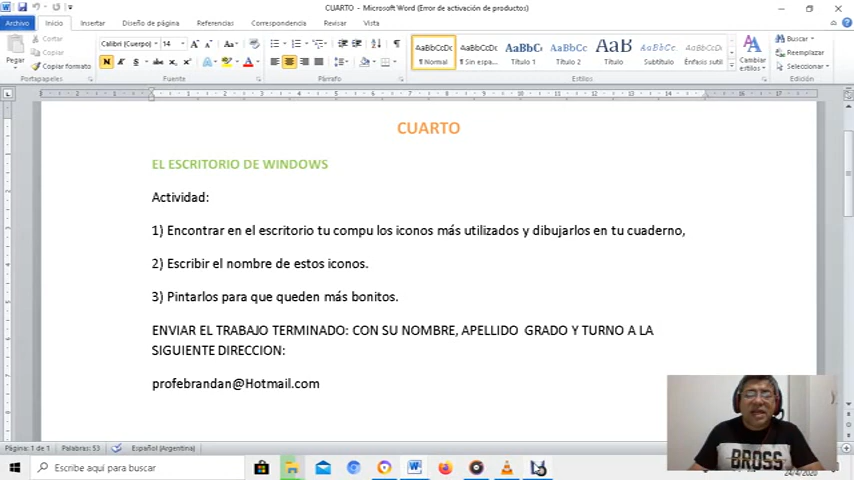 CUARTO - Microsoft Word (Error de activación de productos)
Archivo Inicio Insertar Diseño de página Referencias Correspondencia Revisar Vista
Pegar
Cortar
Copiar
Copiar formato
Portapapeles
Calibri (Cuerpo) 14
N K S
Fuente
Párrafo
AaBbCcDc AaBbCcDc AaBbC AaBbCc AaB AaBbCc. AaBbCcDc
¶ Normal ¶ Sin espa... Título 1 Título 2 Título Subtítulo Énfasis sutil
Cambiar estilos
Estilos
Buscar
Reemplazar
Seleccionar
Edición
CUARTO
EL ESCRITORIO DE WINDOWS
Actividad:
1) Encontrar en el escritorio tu compu los iconos más utilizados y dibujarlos en tu cuaderno,
2) Escribir el nombre de estos iconos.
3) Pintarlos para que queden más bonitos.
ENVIAR EL TRABAJO TERMINADO: CON SU NOMBRE, APELLIDO GRADO Y TURNO A LA
SIGUIENTE DIRECCION:
profebrandan@Hotmail.com
BROSS
Página: 1 de 1 Palabras: 53 Español (Argentina)
Escribe aquí para buscar
24/4/2020